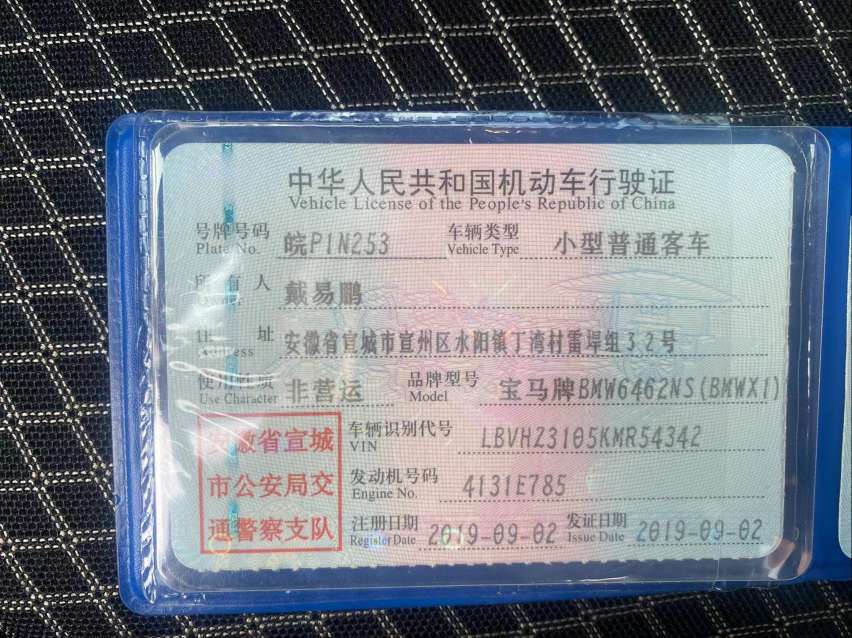 中华人民共和国机动车行驶证
Vehicle License of the People's Republic of China
号牌号码 皖P1N253 车辆类型 小型普通客车
Plate No. Vehicle Type
所有人 戴易鹏
Owner
住址 安徽省宣城市宣州区水阳镇丁湾村雷埠组32号
Address
使用性质 非营运 品牌型号 宝马牌BMW6462NS(BMWX1)
Use Character Model
安徽省宣城 车辆识别代号 LBVHZ3105KMR54342
VIN
市公安局交 发动机号码 4131E785
Engine No.
通警察支队 注册日期 2019-09-02 发证日期 2019-09-02
Register Date Issue Date